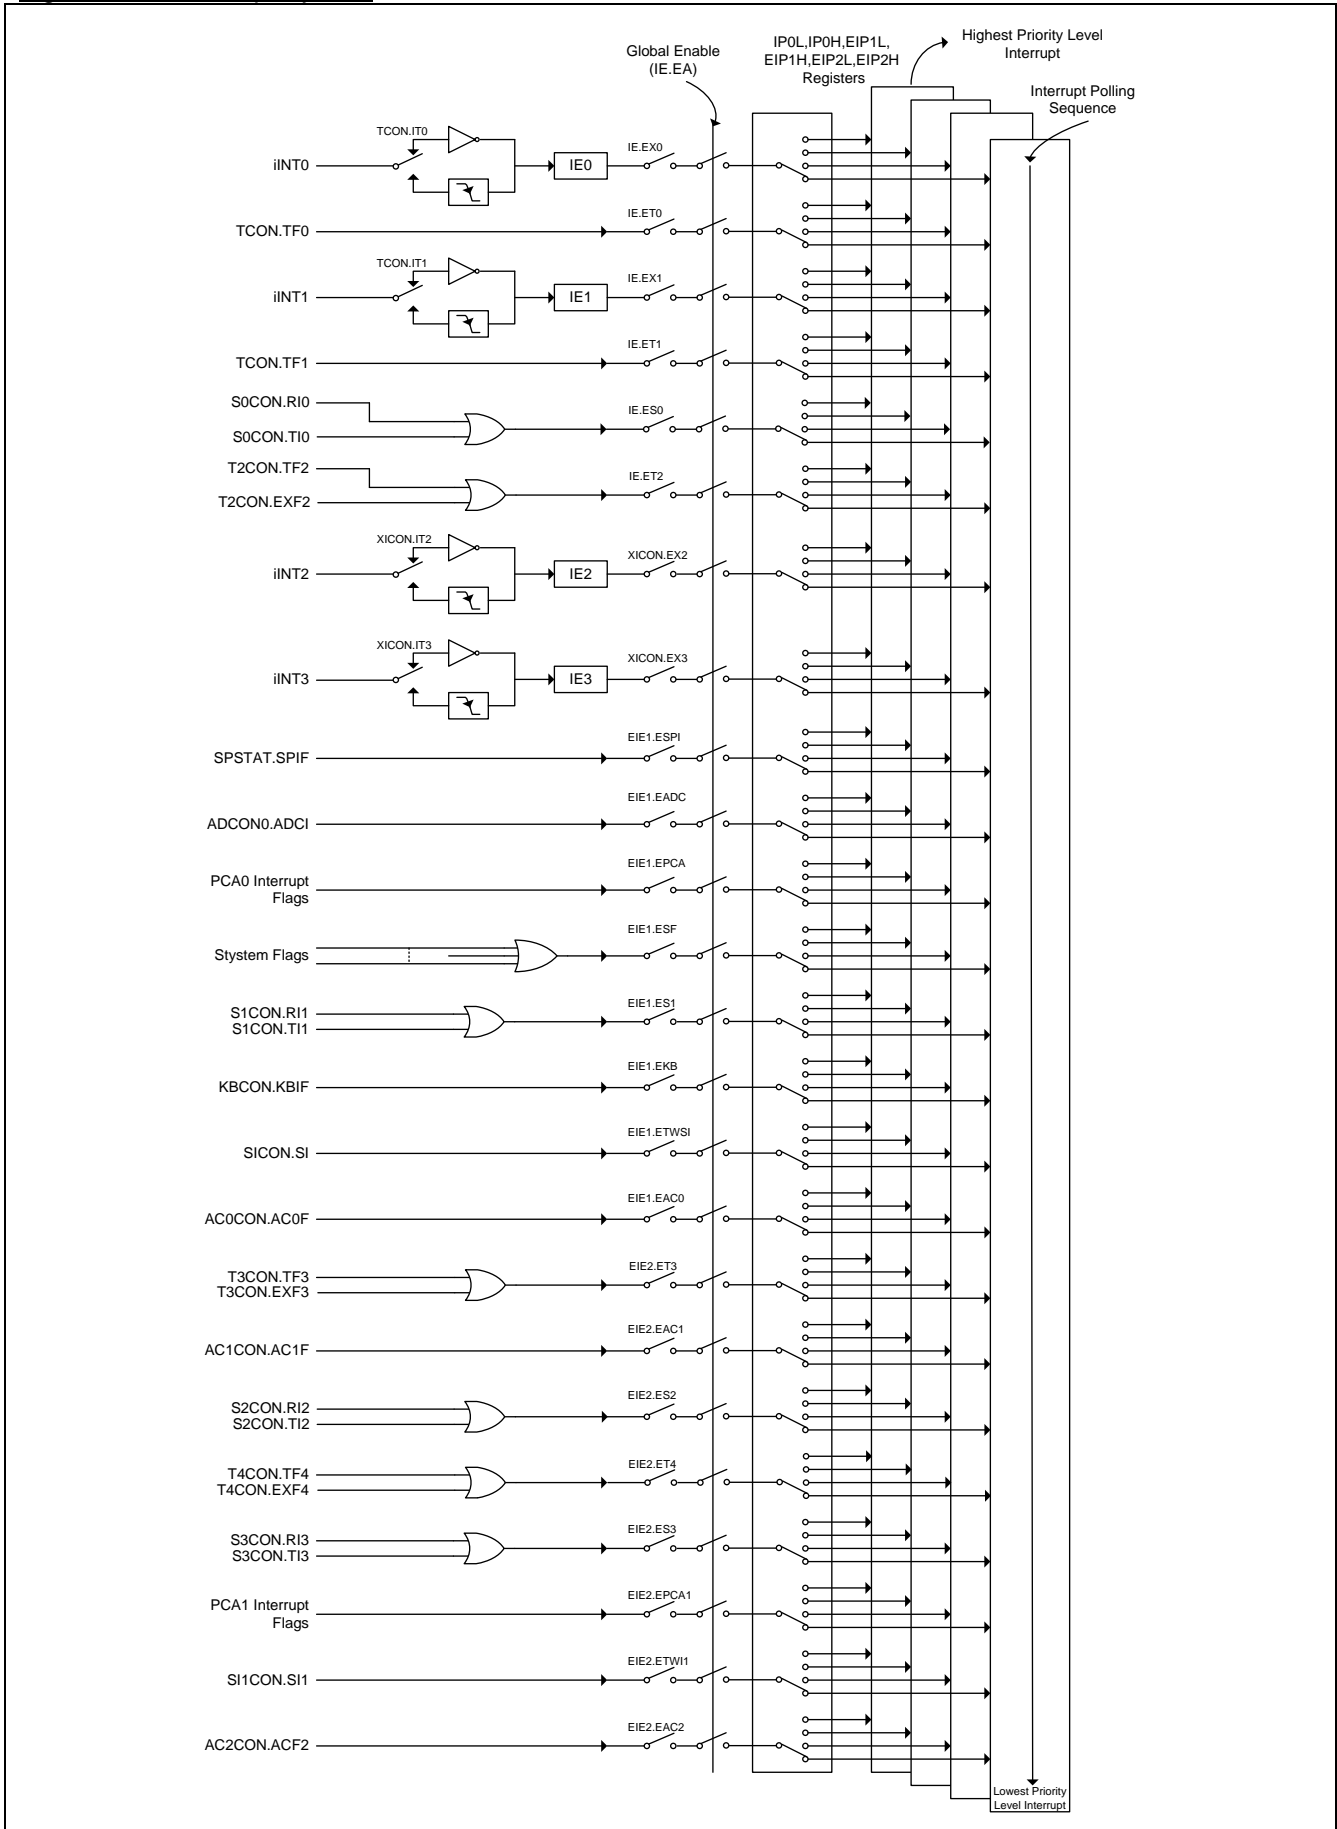 Global Enable
(IE.EA)
IP0L,IP0H,EIP1L,
EIP1H,EIP2L,EIP2H
Registers
Highest Priority Level
Interrupt
Interrupt Polling
Sequence
TCON.IT0
iINT0
IE0
IE.EX0
TCON.TF0
IE.ET0
TCON.IT1
iINT1
IE1
IE.EX1
TCON.TF1
IE.ET1
S0CON.RI0
S0CON.TI0
IE.ES0
T2CON.TF2
T2CON.EXF2
IE.ET2
XICON.IT2
iINT2
IE2
XICON.EX2
XICON.IT3
iINT3
IE3
XICON.EX3
SPSTAT.SPIF
EIE1.ESPI
ADCON0.ADCI
EIE1.EADC
PCA0 Interrupt
Flags
EIE1.EPCA
Stystem Flags
EIE1.ESF
S1CON.RI1
S1CON.TI1
EIE1.ES1
KBCON.KBIF
EIE1.EKB
SICON.SI
EIE1.ETWSI
AC0CON.AC0F
EIE1.EAC0
T3CON.TF3
T3CON.EXF3
EIE2.ET3
AC1CON.AC1F
EIE2.EAC1
S2CON.RI2
S2CON.TI2
EIE2.ES2
T4CON.TF4
T4CON.EXF4
EIE2.ET4
S3CON.RI3
S3CON.TI3
EIE2.ES3
PCA1 Interrupt
Flags
EIE2.EPCA1
SI1CON.SI1
EIE2.ETWI1
AC2CON.ACF2
EIE2.EAC2
Lowest Priority
Level Interrupt